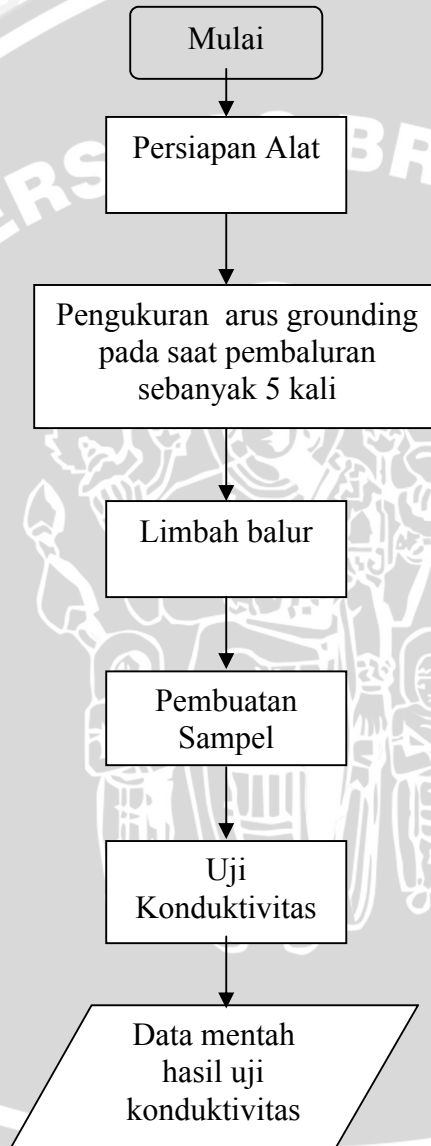 Mulai
Persiapan Alat
Pengukuran arus grounding
pada saat pembaluran
sebanyak 5 kali
Limbah balur
Pembuatan
Sampel
Uji
Konduktivitas
Data mentah
hasil uji
konduktivitas